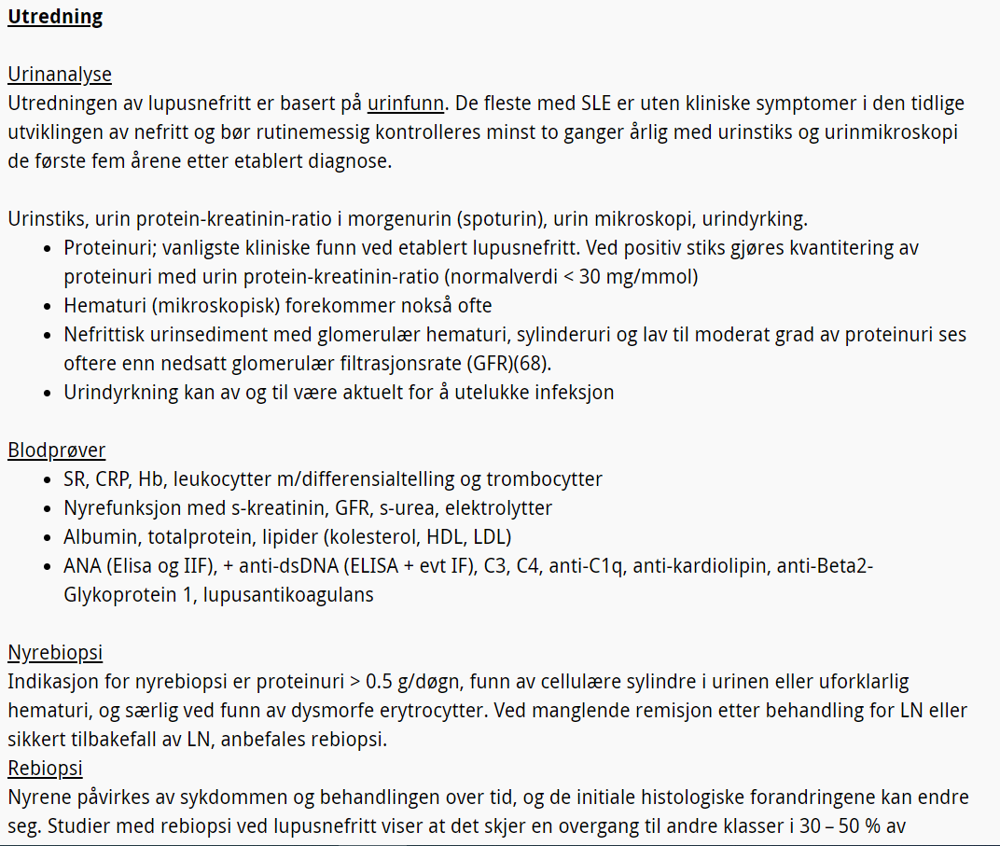 Utredning
Urinanalyse
Utredningen av lupusnefritt er basert på urinfunn. De fleste med SLE er uten kliniske symptomer i den tidlige
utviklingen av nefritt og bør rutinemessig kontrolleres minst to ganger årlig med urinstiks og urinmikroskopi
de første fem årene etter etablert diagnose.
Urinstiks, urin protein-kreatinin-ratio i morgenurin (spoturin), urin mikroskopi, urindyrking.
• Proteinuri; vanligste kliniske funn ved etablert lupusnefritt. Ved positiv stiks gjøres kvantitering av
proteinuri med urin protein-kreatinin-ratio (normalverdi < 30 mg/mmol)
• Hematuri (mikroskopisk) forekommer nokså ofte
• Nefrittisk urinsediment med glomerulær hematuri, sylinderuri og lav til moderat grad av proteinuri ses
oftere enn nedsatt glomerulær filtrasjonsrate (GFR)(68).
• Urindyrkning kan av og til være aktuelt for å utelukke infeksjon
Blodprøver
• SR, CRP, Hb, leukocytter m/differensialtelling og trombocytter
• Nyrefunksjon med s-kreatinin, GFR, s-urea, elektrolytter
• Albumin, totalprotein, lipider (kolesterol, HDL, LDL)
• ANA (Elisa og IIF), + anti-dsDNA (ELISA + evt IF), C3, C4, anti-C1q, anti-kardiolipin, anti-Beta2-
Glykoprotein 1, lupusantikoagulans
Nyrebiopsi
Indikasjon for nyrebiopsi er proteinuri > 0.5 g/døgn, funn av cellulære sylindre i urinen eller uforklarlig
hematuri, og særlig ved funn av dysmorfe erytrocytter. Ved manglende remisjon etter behandling for LN eller
sikkert tilbakefall av LN, anbefales rebiopsi.
Rebiopsi
Nyrene påvirkes av sykdommen og behandlingen over tid, og de initiale histologiske forandringene kan endre
seg. Studier med rebiopsi ved lupusnefritt viser at det skjer en overgang til andre klasser i 30 – 50 % av